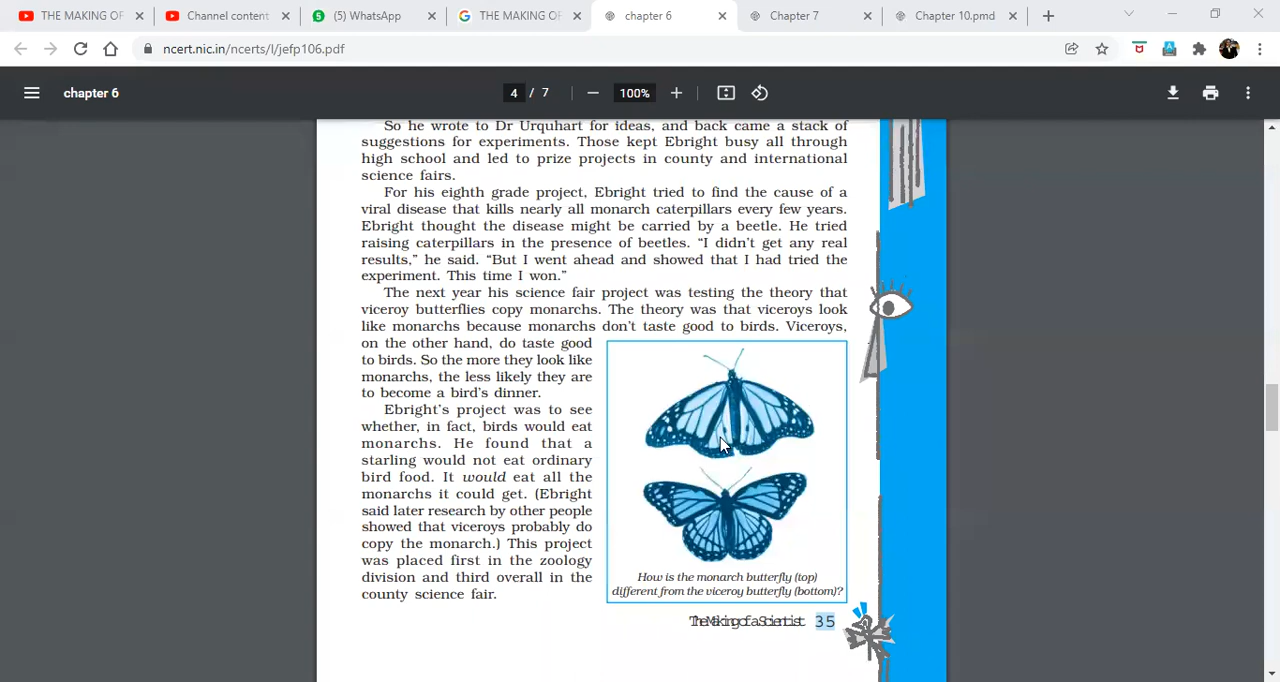 THE MAKING OF
Channel content
(5) WhatsApp
THE MAKING OF
chapter 6
Chapter 7
Chapter 10.pmd
ncert.nic.in/ncerts/l/jefp106.pdf
chapter 6
4 / 7
100%
So he wrote to Dr Urquhart for ideas, and back came a stack of
suggestions for experiments. Those kept Ebright busy all through
high school and led to prize projects in county and international
science fairs.
For his eighth grade project, Ebright tried to find the cause of a
viral disease that kills nearly all monarch caterpillars every few years.
Ebright thought the disease might be carried by a beetle. He tried
raising caterpillars in the presence of beetles. “I didn’t get any real
results,” he said. “But I went ahead and showed that I had tried the
experiment. This time I won.”
The next year his science fair project was testing the theory that
viceroy butterflies copy monarchs. The theory was that viceroys look
like monarchs because monarchs don’t taste good to birds. Viceroys,
on the other hand, do taste good
to birds. So the more they look like
monarchs, the less likely they are
to become a bird’s dinner.
Ebright’s project was to see
whether, in fact, birds would eat
monarchs. He found that a
starling would not eat ordinary
bird food. It would eat all the
monarchs it could get. (Ebright
said later research by other people
showed that viceroys probably do
copy the monarch.) This project
was placed first in the zoology
division and third overall in the
county science fair.
How is the monarch butterfly (top)
different from the viceroy butterfly (bottom)?
The Making of a Scientist 35